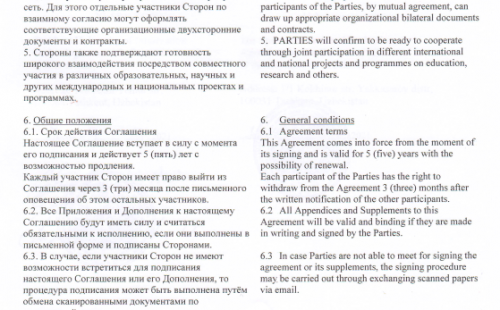 сеть. Для этого отдельные участники Сторон по
взаимному согласию могут оформлять
соответствующие организационные двухсторонние
документы и контракты.
5. Стороны также подтверждают готовность
широкого взаимодействия посредством совместного
участия в различных образовательных, научных и
других международных и национальных проектах и
программах.
6. Общие положения
6.1. Срок действия Соглашения
Настоящее Соглашение вступает в силу с момента
его подписания и действует 5 (пять) лет с
возможностью продления.
Каждый участник Сторон имеет право выйти из
Соглашения через 3 (три) месяца после письменного
оповещения об этом остальных участников.
6.2. Все Приложения и Дополнения к настоящему
Соглашению будут иметь силу и считаться
обязательными к исполнению, если они выполнены в
письменной форме и подписаны Сторонами.
6.3. В случае, если участники Сторон не имеют
возможности встретиться для подписания
настоящего Соглашения или его Дополнения, то
процедура подписания может быть выполнена путём
обмена сканированными документами по
participants of the Parties, by mutual agreement, can
draw up appropriate organizational bilateral documents
and contracts.
5. PARTIES will confirm to be ready to cooperate
through joint participation in different international
and national projects and programmes on education,
research and others.
6. General conditions
6.1 Agreement terms
This Agreement comes into force from the moment of
its signing and is valid for 5 (five) years with the
possibility of renewal.
Each participant of the Parties has the right to
withdraw from the Agreement 3 (three) months after
the written notification of the other participants.
6.2 All Appendices and Supplements to this
Agreement will be valid and binding if they are made
in writing and signed by the Parties.
6.3 In case Parties are not able to meet for signing the
agreement or its supplements, the signing procedure
may be carried out through exchanging scanned papers
via email.